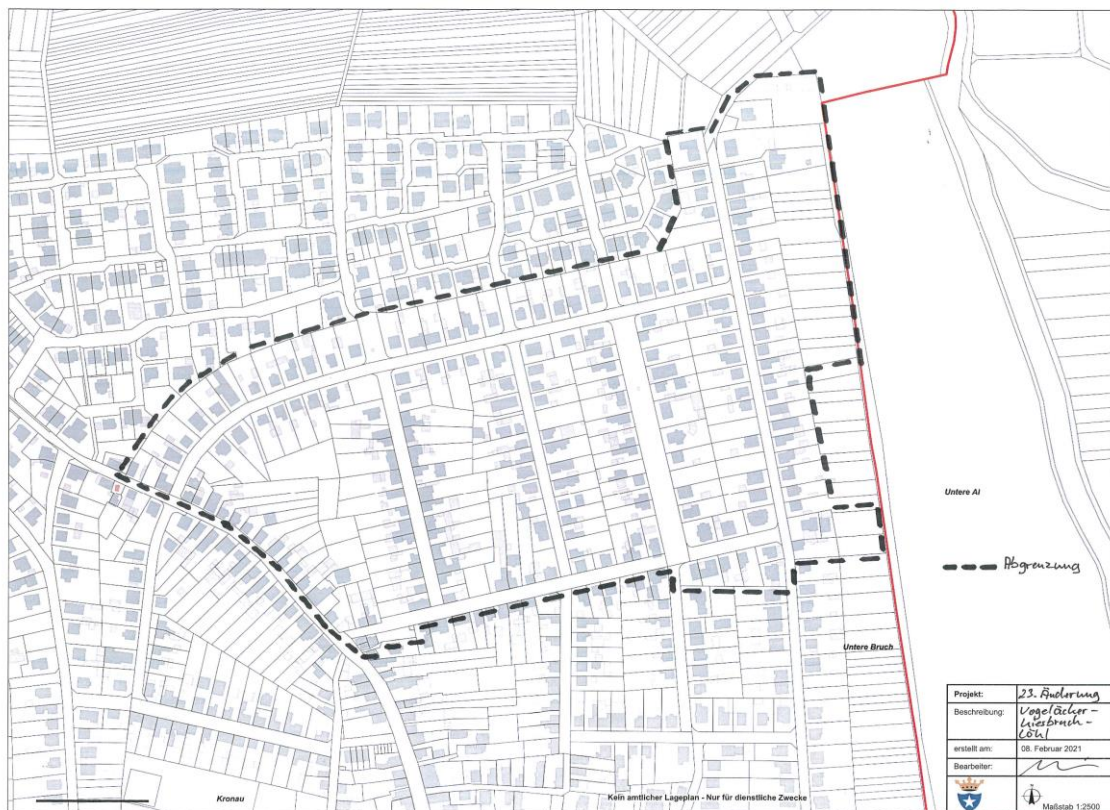 Untere Al
Abgrenzung
Untere Bruch
Projekt: 23. Änderung
Beschreibung: Vogeläcker-
Kiesbruch-
Löhl
erstellt am: 08. Februar 2021
Bearbeiter:
Kronau
Kein amtlicher Lageplan - Nur für dienstliche Zwecke
Maßstab 1:2500